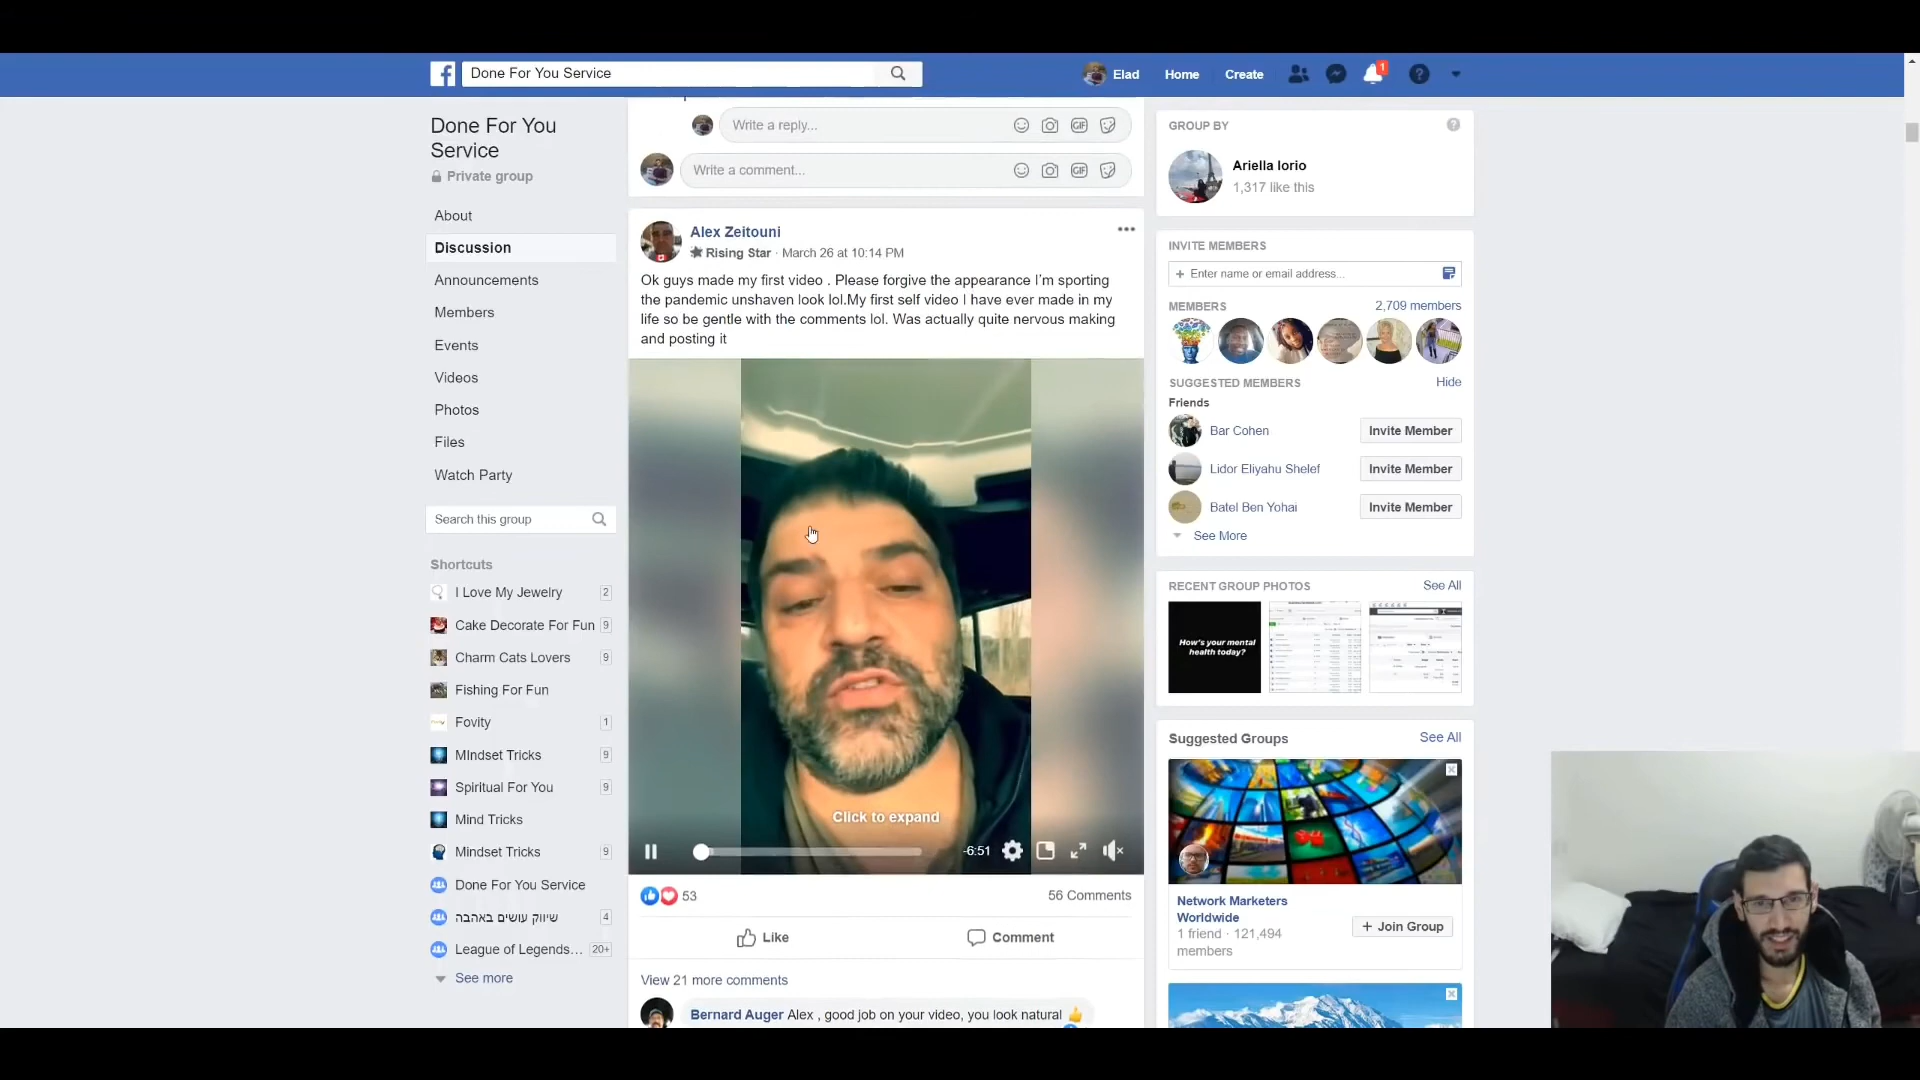 Done For You Service
Elad
Home
Create
1
Done For You
Service
Private group
About
Discussion
Announcements
Members
Events
Videos
Photos
Files
Watch Party
Search this group
Shortcuts
I Love My Jewelry 2
Cake Decorate For Fun 9
Charm Cats Lovers 9
Fishing For Fun
Fovity 1
MIndset Tricks 9
Spiritual For You 9
Mind Tricks
Mindset Tricks 9
Done For You Service
שיווק עושים באהבה 4
League of Legends... 20+
See more
Write a reply...
GIF
Write a comment...
GIF
Alex Zeitouni
Rising Star · March 26 at 10:14 PM
Ok guys made my first video . Please forgive the appearance I'm sporting
the pandemic unshaven look lol.My first self video I have ever made in my
life so be gentle with the comments lol. Was actually quite nervous making
and posting it
Click to expand
-6:51
53
56 Comments
Like
Comment
View 21 more comments
Bernard Auger Alex , good job on your video, you look natural
GROUP BY
?
Ariella Iorio
1,317 like this
INVITE MEMBERS
+ Enter name or email address...
MEMBERS
2,709 members
SUGGESTED MEMBERS
Hide
Friends
Bar Cohen
Invite Member
Lidor Eliyahu Shelef
Invite Member
Batel Ben Yohai
Invite Member
See More
RECENT GROUP PHOTOS
See All
How's your mental
health today?
Suggested Groups
See All
Network Marketers
Worldwide
1 friend · 121,494
members
+ Join Group